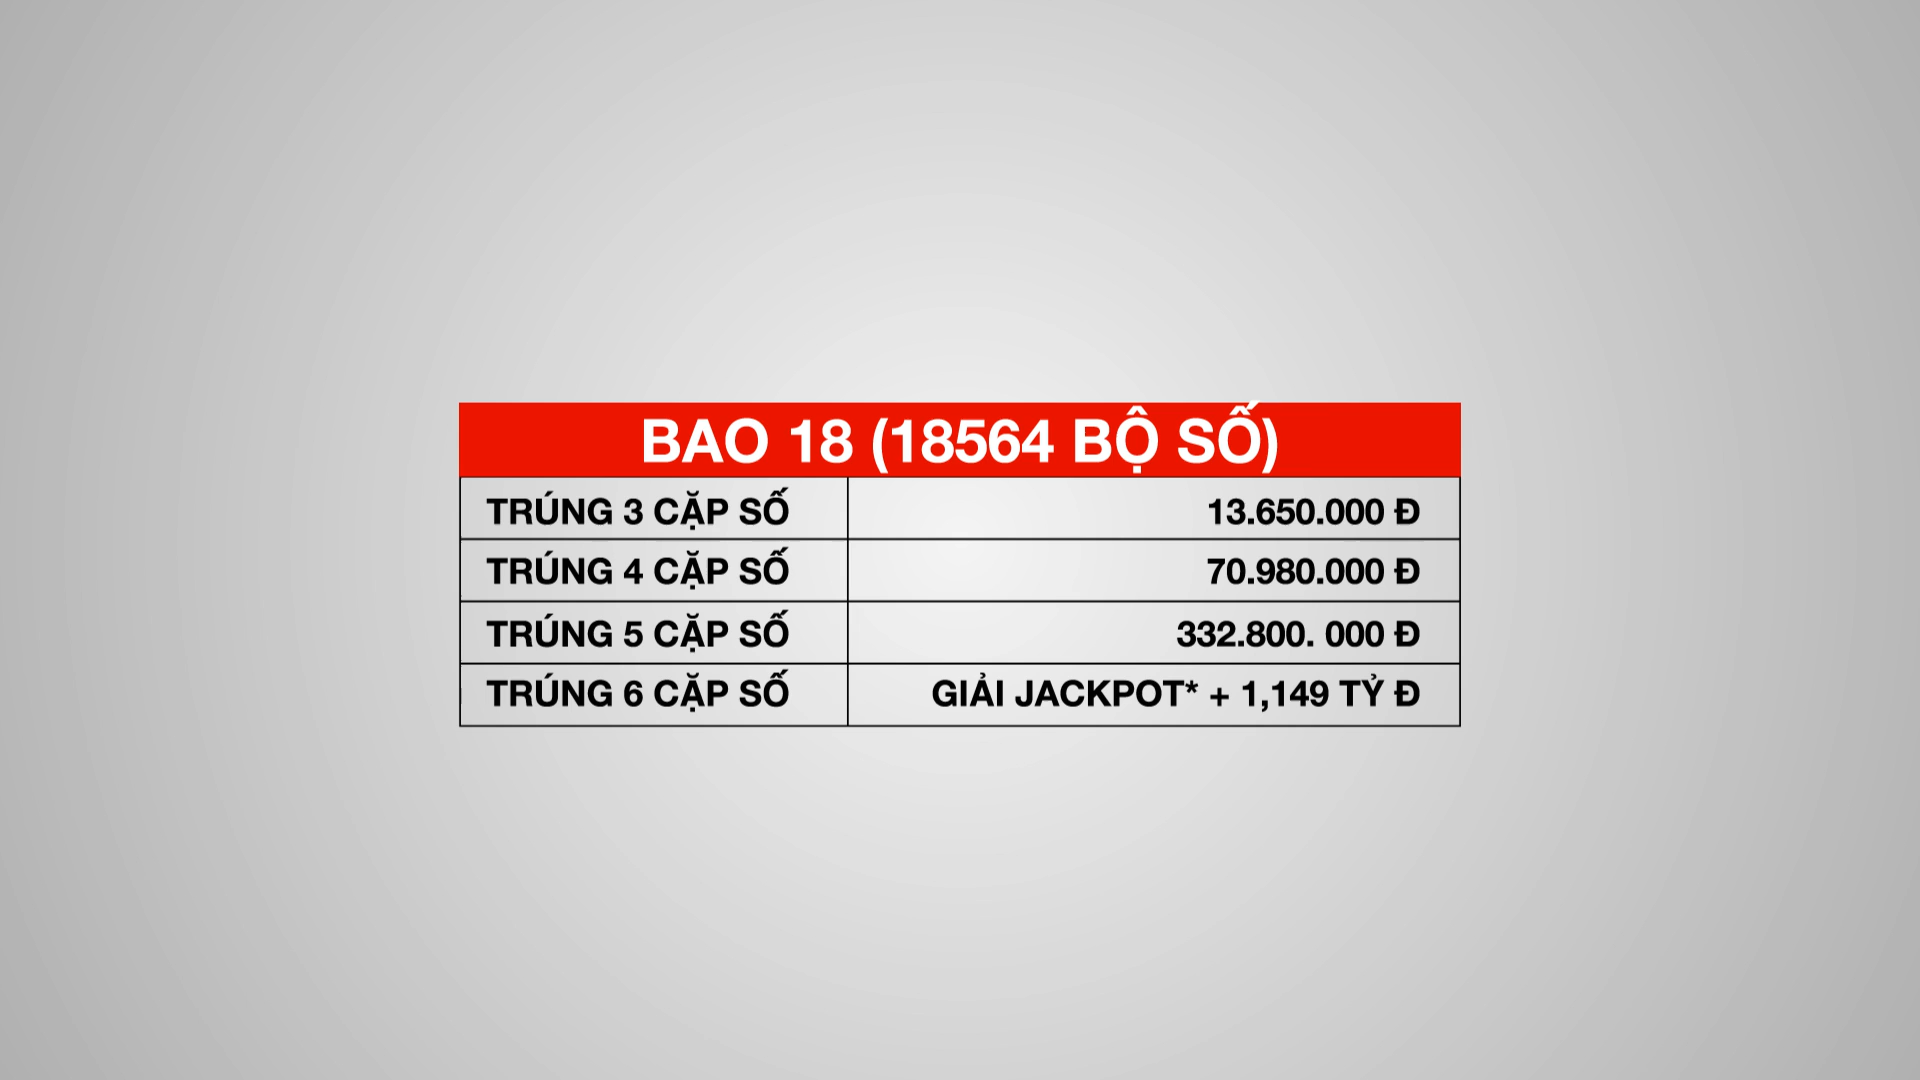 BAO 18 (18564 BỘ SỐ)
TRÚNG 3 CẶP SỐ 13.650.000 Đ
TRÚNG 4 CẶP SỐ 70.980.000 Đ
TRÚNG 5 CẶP SỐ 332.800. 000 Đ
TRÚNG 6 CẶP SỐ GIẢI JACKPOT* + 1,149 TỶ Đ